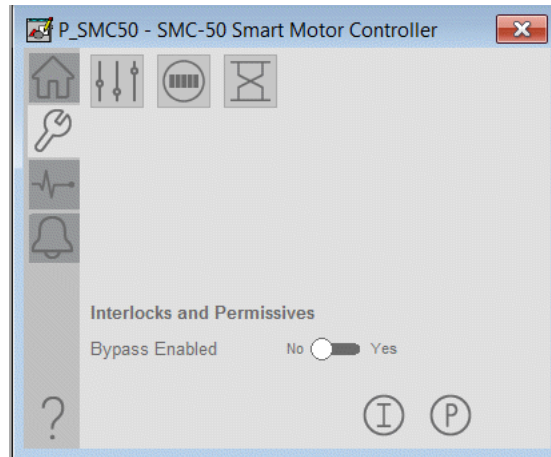 P_SMC50 - SMC-50 Smart Motor Controller
Interlocks and Permissives
Bypass Enabled No Yes
? I P